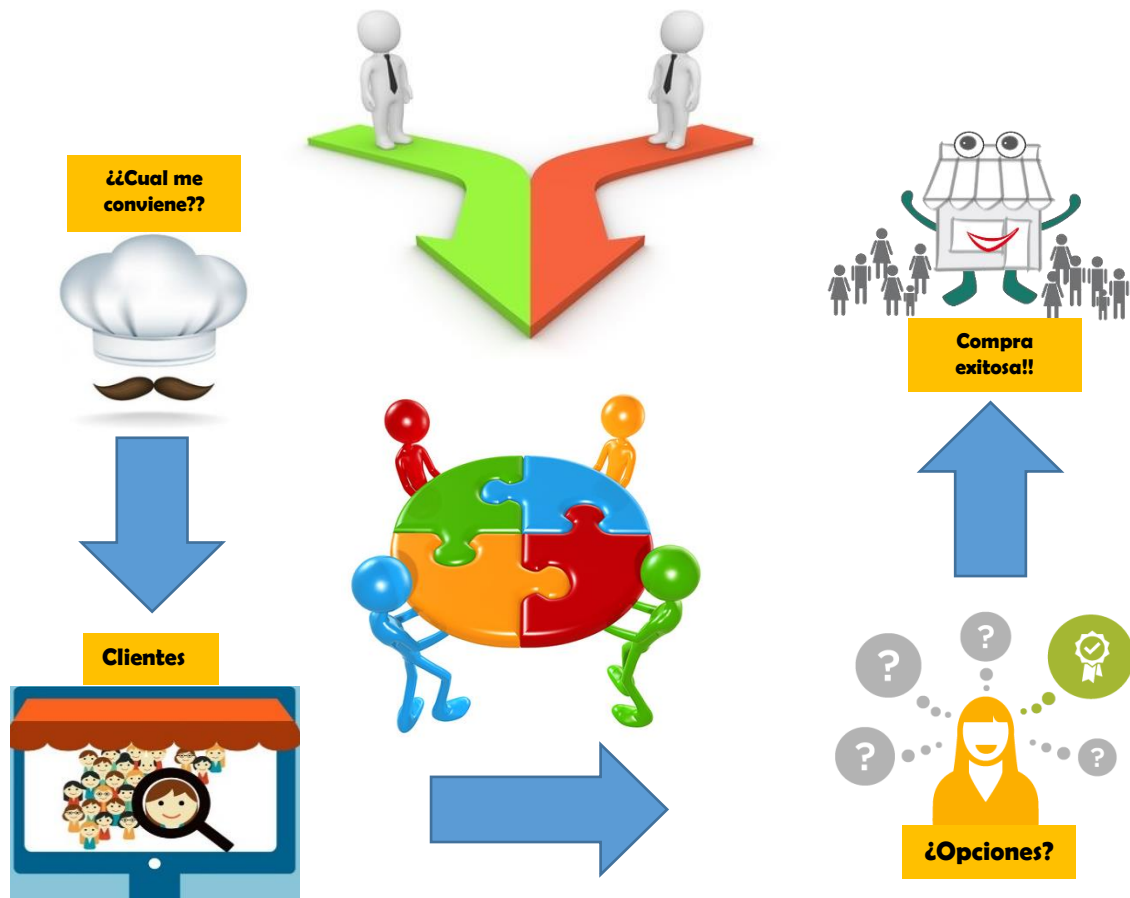 ¿¿Cual me
conviene??
Compra
exitosa!!
Clientes
?
?
?
?
¿Opciones?